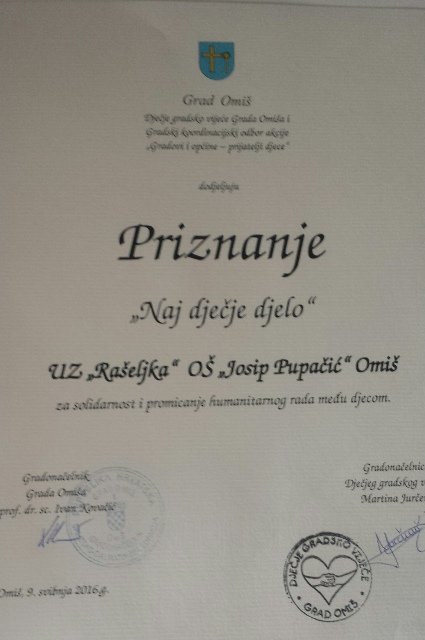 Grad Omiš
Dječje gradsko vijeće Grada Omiša i
Gradski koordinacijski odbor akcije
„Gradovi i općine – prijatelji djece“
dodjeljuju
Priznanje
„Naj dječje djelo“
UZ „Rašeljka“ OŠ „Josip Pupačić“ Omiš
za solidarnost i promicanje humanitarnog rada među djecom.
Gradonačelnik
Grada Omiša
prof. dr. sc. Ivan Kovačić
Gradonačelnic
Dječjeg gradskog v
Martina Jurče
DJEČJE GRADSKO VIJEĆE
GRAD OMIŠ
Omiš, 9. svibnja 2016.g.